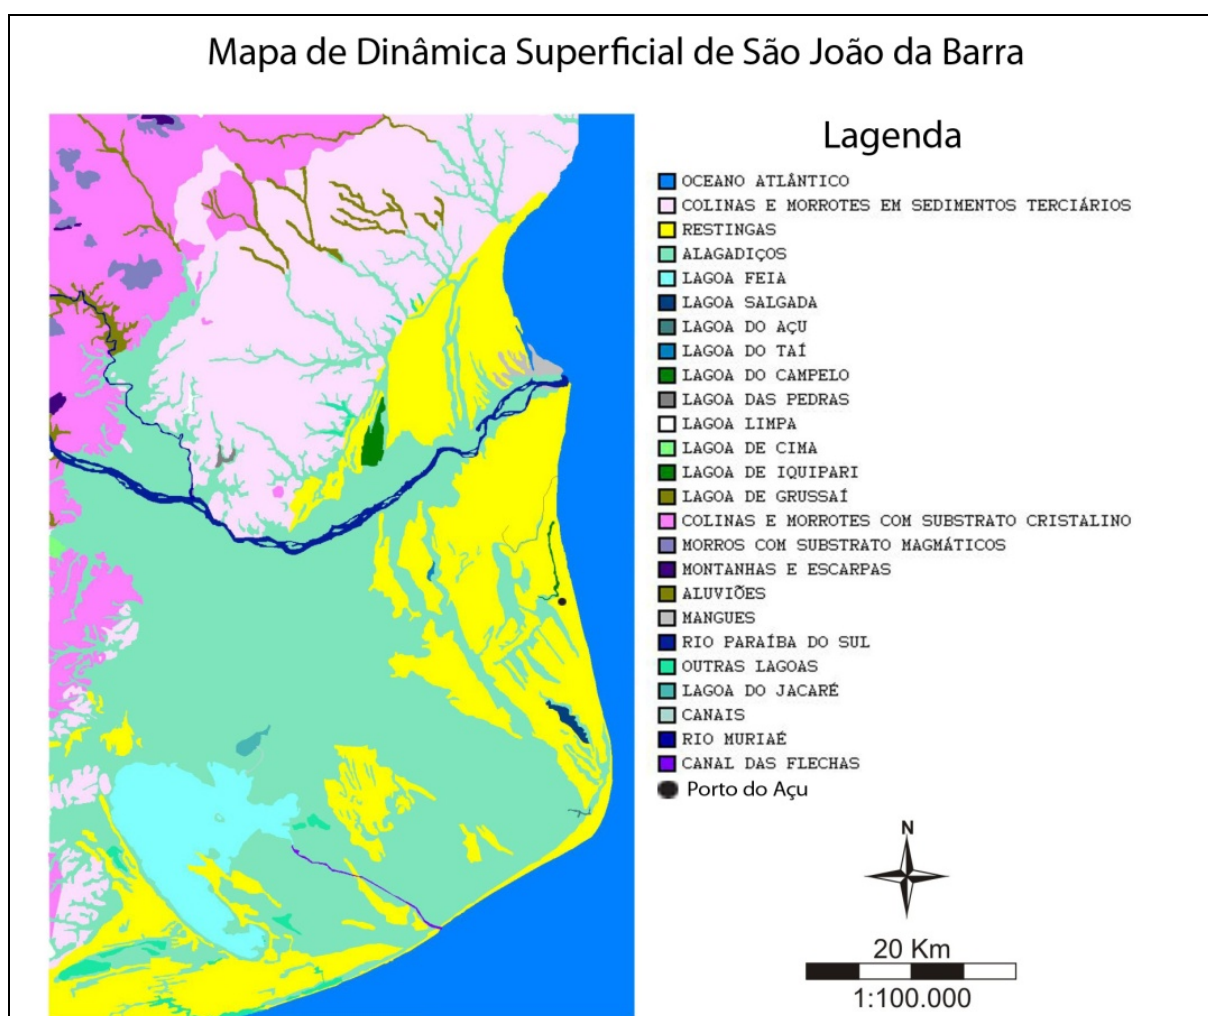 Mapa de Dinâmica Superficial de São João da Barra
Lagenda
OCEANO ATLÂNTICO
COLINAS E MORROTES EM SEDIMENTOS TERCIÁRIOS
RESTINGAS
ALAGADIÇOS
LAGOA FEIA
LAGOA SALGADA
LAGOA DO AÇU
LAGOA DO TAÍ
LAGOA DO CAMPELO
LAGOA DAS PEDRAS
LAGOA LIMPA
LAGOA DE CIMA
LAGOA DE IQUIPARI
LAGOA DE GRUSSAÍ
COLINAS E MORROTES COM SUBSTRATO CRISTALINO
MORROS COM SUBSTRATO MAGMÁTICOS
MONTANHAS E ESCARPAS
ALUVIÕES
MANGUES
RIO PARAÍBA DO SUL
OUTRAS LAGOAS
LAGOA DO JACARÉ
CANAIS
RIO MURIAÉ
CANAL DAS FLECHAS
Porto do Açu
N
20 Km
1:100.000